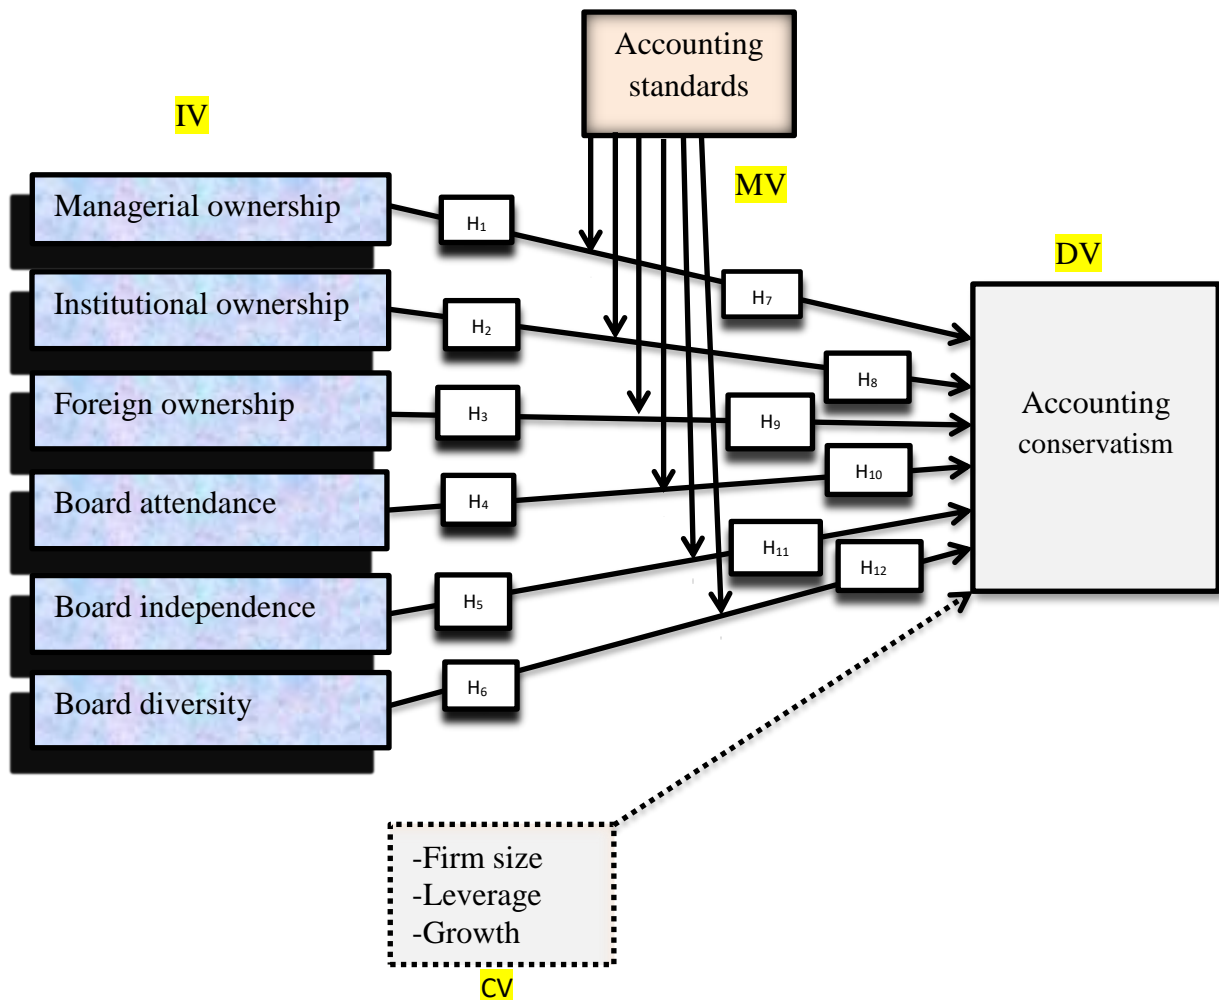 Accounting
standards
IV
MV
Managerial ownership
H1
DV
Institutional ownership
H7
H2
H8
Foreign ownership
H3
H9
Accounting
conservatism
Board attendance
H4
H10
Board independence
H5
H11
H12
Board diversity
H6
-Firm size
-Leverage
-Growth
CV